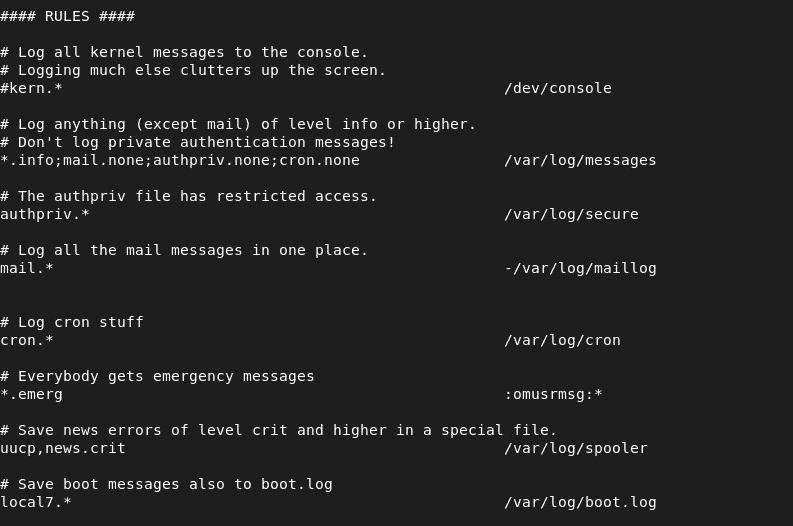 #### RULES ####
# Log all kernel messages to the console.
# Logging much else clutters up the screen.
#kern.* /dev/console
# Log anything (except mail) of level info or higher.
# Don't log private authentication messages!
*.info;mail.none;authpriv.none;cron.none /var/log/messages
# The authpriv file has restricted access.
authpriv.* /var/log/secure
# Log all the mail messages in one place.
mail.* -/var/log/maillog
# Log cron stuff
cron.* /var/log/cron
# Everybody gets emergency messages
*.emerg :omusrmsg:*
# Save news errors of level crit and higher in a special file.
uucp,news.crit /var/log/spooler
# Save boot messages also to boot.log
local7.* /var/log/boot.log